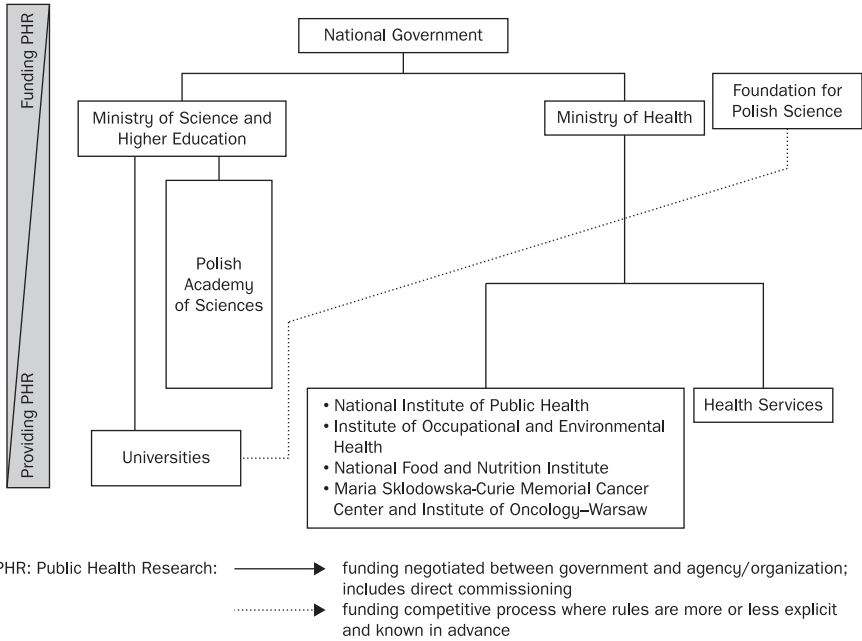 Funding PHR
Providing PHR
National Government
Ministry of Science and
Higher Education
Ministry of Health
Foundation for
Polish Science
Polish
Academy
of Sciences
Universities
• National Institute of Public Health
• Institute of Occupational and Environmental
Health
• National Food and Nutrition Institute
• Maria Sklodowska-Curie Memorial Cancer
Center and Institute of Oncology–Warsaw
Health Services
PHR: Public Health Research:
funding negotiated between government and agency/organization;
includes direct commissioning
funding competitive process where rules are more or less explicit
and known in advance